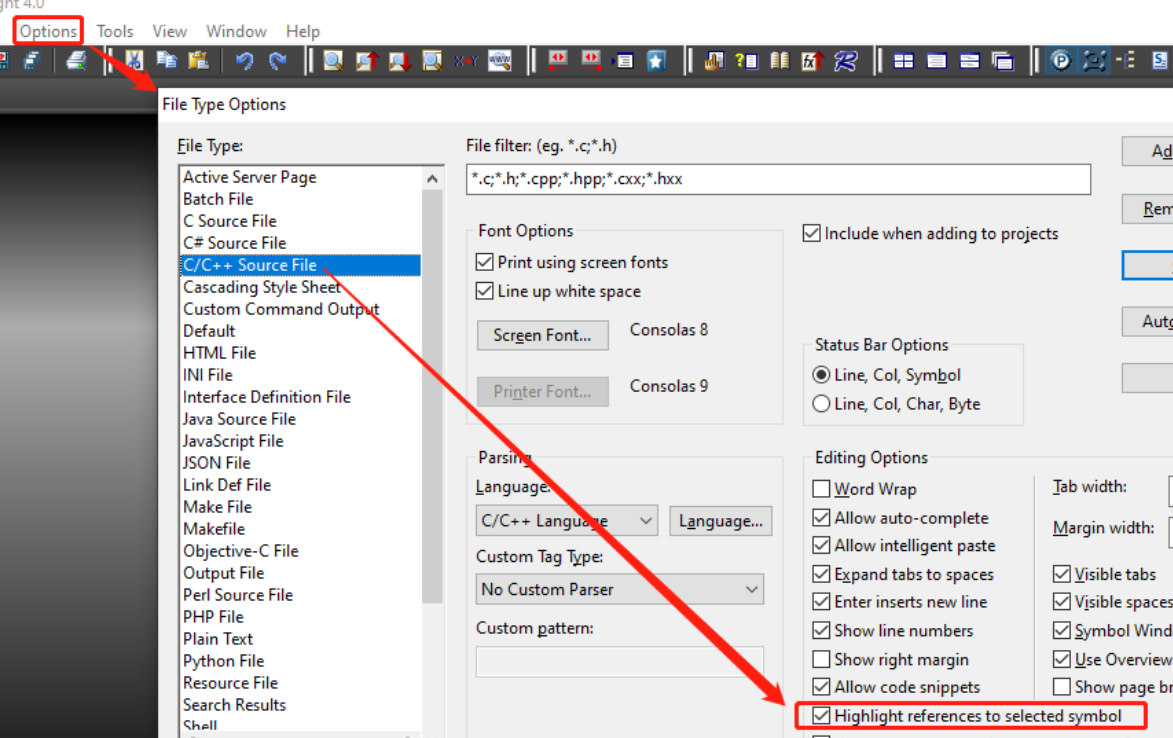 ght 4.0
Options Tools View Window Help
File Type Options
File Type:
Active Server Page
Batch File
C Source File
C# Source File
C/C++ Source File
Cascading Style Sheet
Custom Command Output
Default
HTML File
INI File
Interface Definition File
Java Source File
JavaScript File
JSON File
Link Def File
Make File
Makefile
Objective-C File
Output File
Perl Source File
PHP File
Plain Text
Python File
Resource File
Search Results
Shell
File filter: (eg. *.c;*.h)
*.c;*.h;*.cpp;*.hpp;*.cxx;*.hxx
Font Options
Print using screen fonts
Line up white space
Screen Font... Consolas 8
Printer Font... Consolas 9
Parsing
Language:
C/C++ Language Language...
Custom Tag Type:
No Custom Parser
Custom pattern:
Include when adding to projects
Status Bar Options
Line, Col, Symbol
Line, Col, Char, Byte
Editing Options
Word Wrap
Allow auto-complete
Allow intelligent paste
Expand tabs to spaces
Enter inserts new line
Show line numbers
Show right margin
Allow code snippets
Highlight references to selected symbol
Tab width:
Margin width:
Visible tabs
Visible spaces
Symbol Wind
Use Overview
Show page br
Ad
Rem
Auto